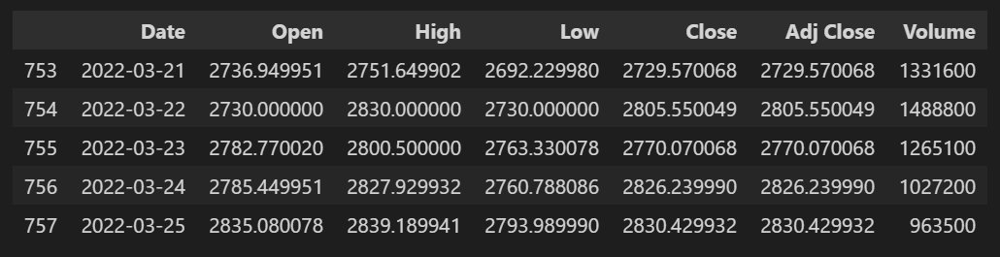 Date Open High Low Close Adj Close Volume
753 2022-03-21 2736.949951 2751.649902 2692.229980 2729.570068 2729.570068 1331600
754 2022-03-22 2730.000000 2830.000000 2730.000000 2805.550049 2805.550049 1488800
755 2022-03-23 2782.770020 2800.500000 2763.330078 2770.070068 2770.070068 1265100
756 2022-03-24 2785.449951 2827.929932 2760.788086 2826.239990 2826.239990 1027200
757 2022-03-25 2835.080078 2839.189941 2793.989990 2830.429932 2830.429932 963500